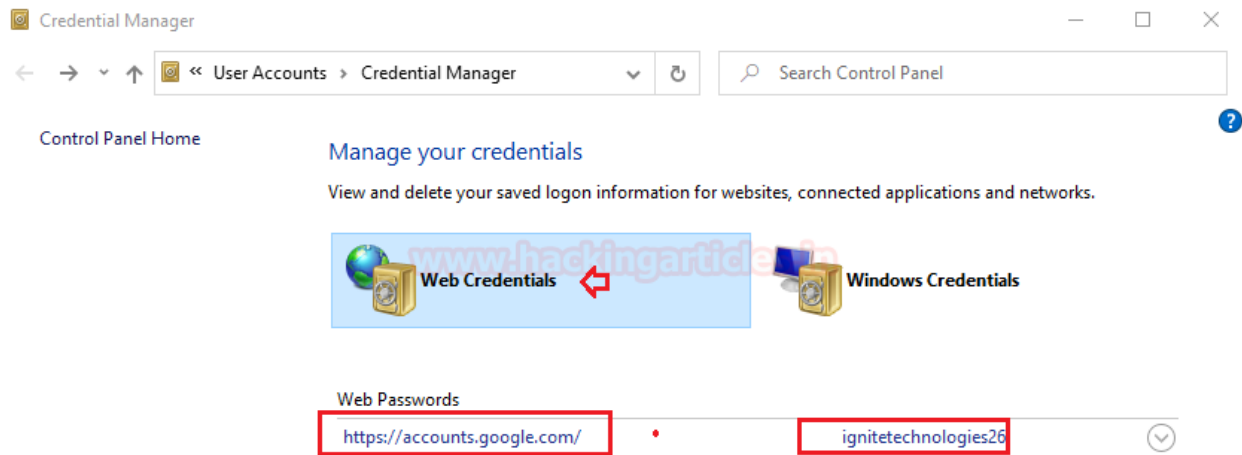 Credential Manager
« User Accounts > Credential Manager
Search Control Panel
?
Control Panel Home
Manage your credentials
View and delete your saved logon information for websites, connected applications and networks.
www.hackingarticles.in
Web Credentials
Windows Credentials
Web Passwords
https://accounts.google.com/ ignitetechnologies26